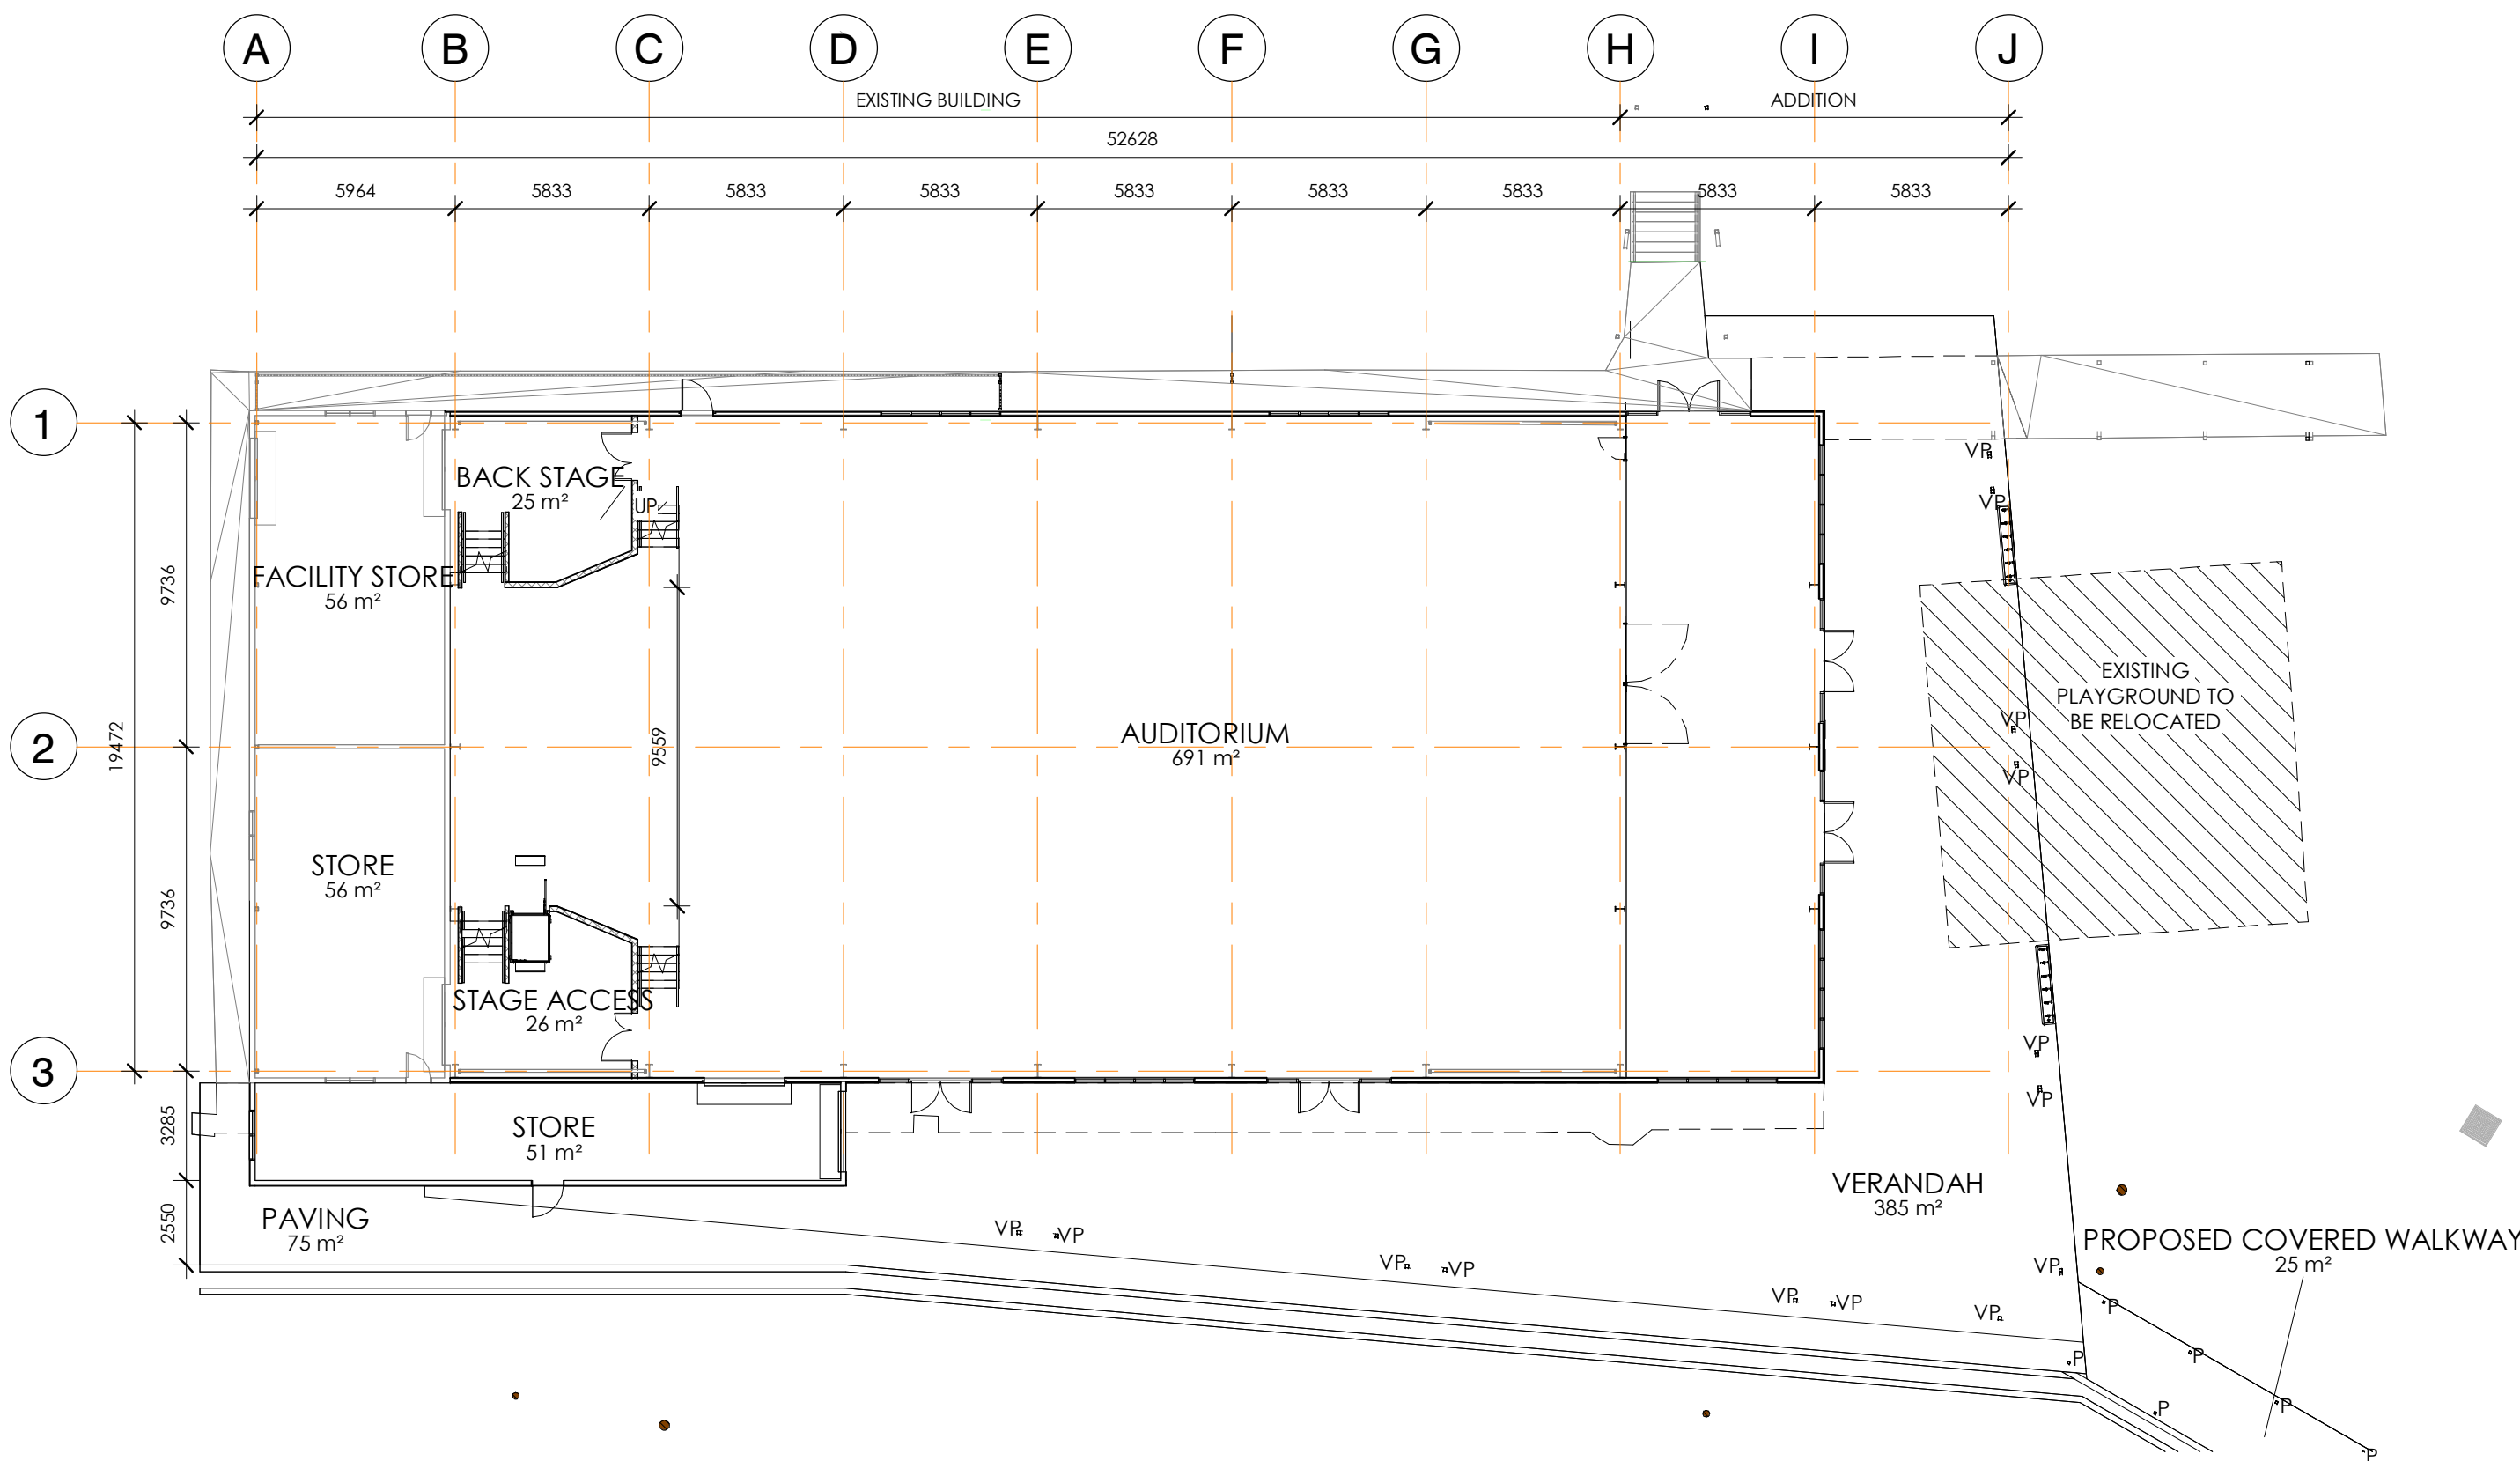 A B C D E F G H I J
EXISTING BUILDING
ADDITION
52628
5964 5833 5833 5833 5833 5833 5833 5833 5833
1
VP
BACK STAGE
25 m²
UP
VP
FACILITY STORE
56 m²
9736
EXISTING
PLAYGROUND TO
BE RELOCATED
VP
19472
2
9559
AUDITORIUM
691 m²
VP
STORE
56 m²
9736
STAGE ACCESS
26 m²
VP
3
VP
3285
STORE
51 m²
VERANDAH
385 m²
2550
PAVING
75 m²
VP VP
PROPOSED COVERED WALKWAY
25 m²
VP VP
VP
VP VP
VP
P
P
P
P
P
P